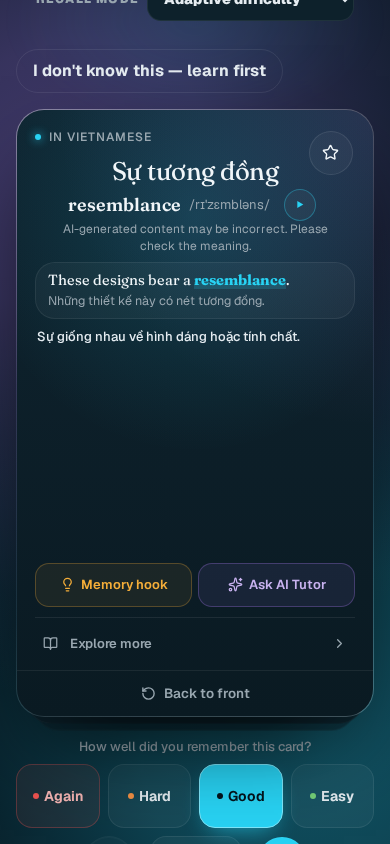 RECALL MODE
Adaptive difficulty
I don't know this — learn first
IN VIETNAMESE
Sự tương đồng
resemblance /rɪˈzɛmbləns/
AI-generated content may be incorrect. Please
check the meaning.
These designs bear a resemblance.
Những thiết kế này có nét tương đồng.
Sự giống nhau về hình dáng hoặc tính chất.
Memory hook
Ask AI Tutor
Explore more
Back to front
How well did you remember this card?
Again
Hard
Good
Easy